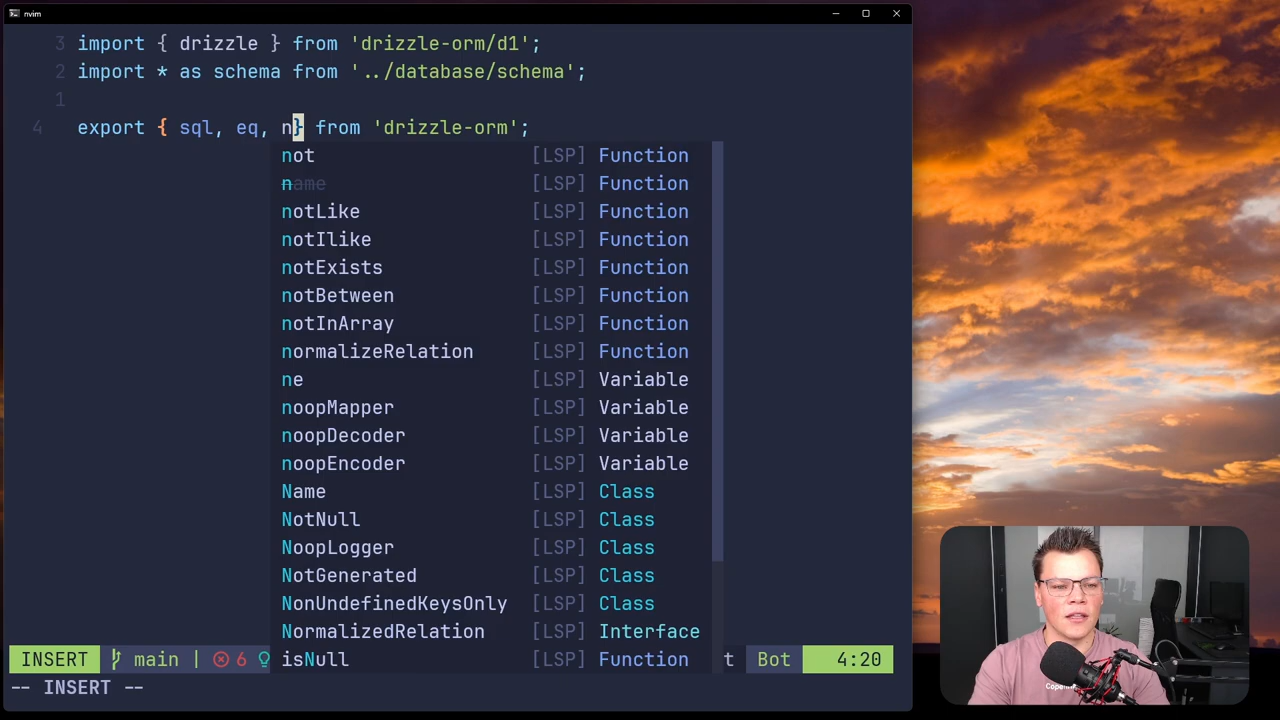 nvim
3 import { drizzle } from 'drizzle-orm/d1';
2 import * as schema from '../database/schema';
1
4 export { sql, eq, n} from 'drizzle-orm';
not [LSP] Function
name [LSP] Function
notLike [LSP] Function
notIlike [LSP] Function
notExists [LSP] Function
notBetween [LSP] Function
notInArray [LSP] Function
normalizeRelation [LSP] Function
ne [LSP] Variable
noopMapper [LSP] Variable
noopDecoder [LSP] Variable
noopEncoder [LSP] Variable
Name [LSP] Class
NotNull [LSP] Class
NoopLogger [LSP] Class
NotGenerated [LSP] Class
NonUndefinedKeysOnly [LSP] Class
NormalizedRelation [LSP] Interface
isNull [LSP] Function
INSERT main | 6 t Bot 4:20
-- INSERT --